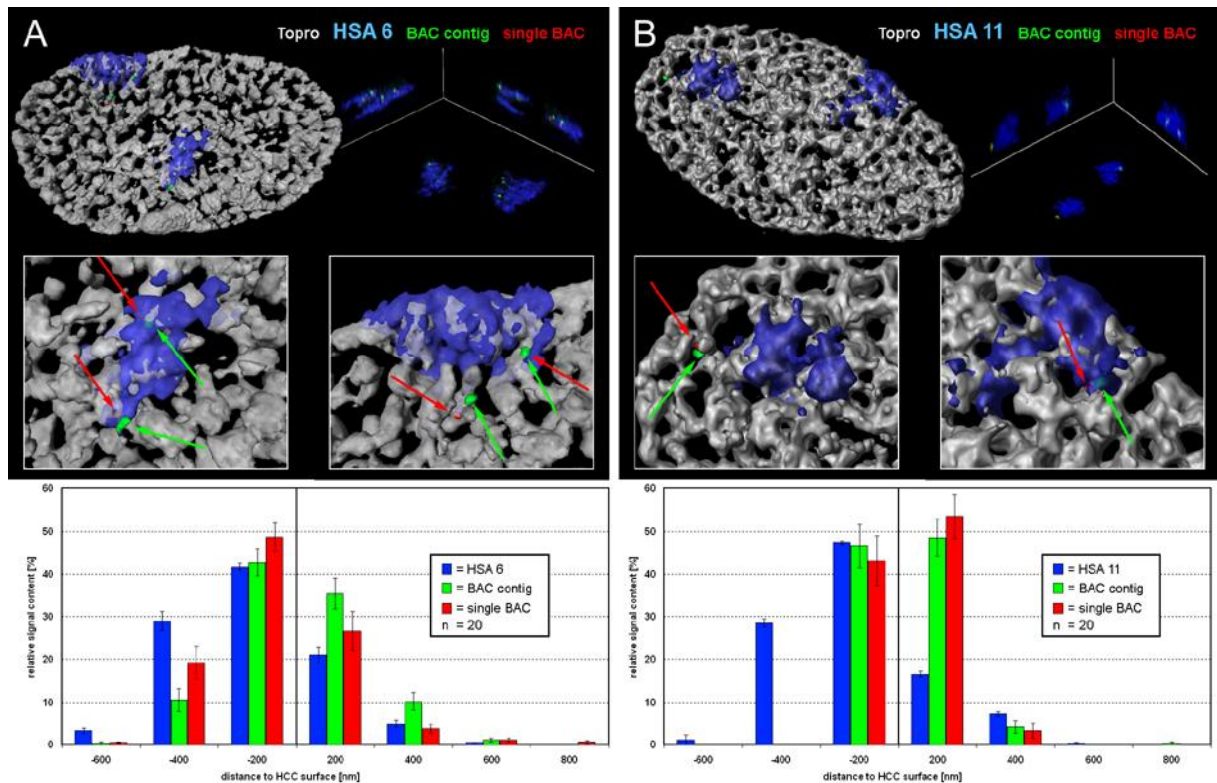 A
Topro HSA 6 BAC contig single BAC
B
Topro HSA 11 BAC contig single BAC
60
50
40
30
20
10
0
relative signal content [%]
= HSA 6
= BAC contig
= single BAC
n = 20
-600 -400 -200 200 400 600 800
distance to HCC surface [nm]
60
50
40
30
20
10
0
relative signal content [%]
= HSA 11
= BAC contig
= single BAC
n = 20
-600 -400 -200 200 400 600 800
distance to HCC surface [nm]